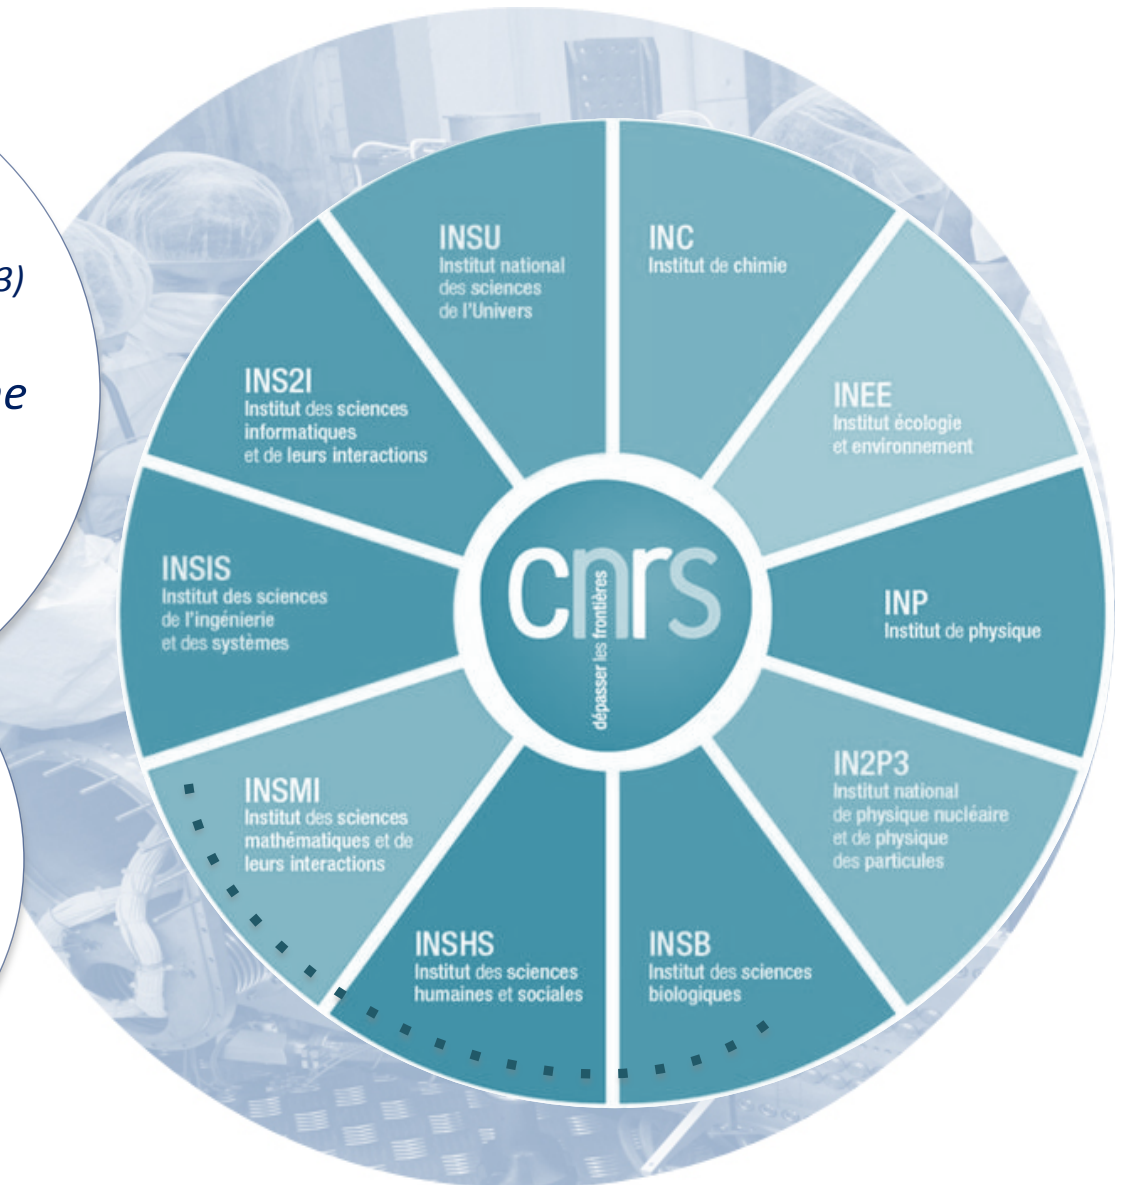 3)
INSU
Institut national
des sciences
de l'Univers
INC
Institut de chimie
INS2I
Institut des sciences
informatiques
et de leurs interactions
INEE
Institut écologie
et environnement
INSIS
Institut des sciences
de l'ingénierie
et des systèmes
cnrs
dépasser les frontières
INP
Institut de physique
INSMI
Institut des sciences
mathématiques et de
leurs interactions
IN2P3
Institut national
de physique nucléaire
et de physique
des particules
INSHS
Institut des sciences
humaines et sociales
INSB
Institut des sciences
biologiques